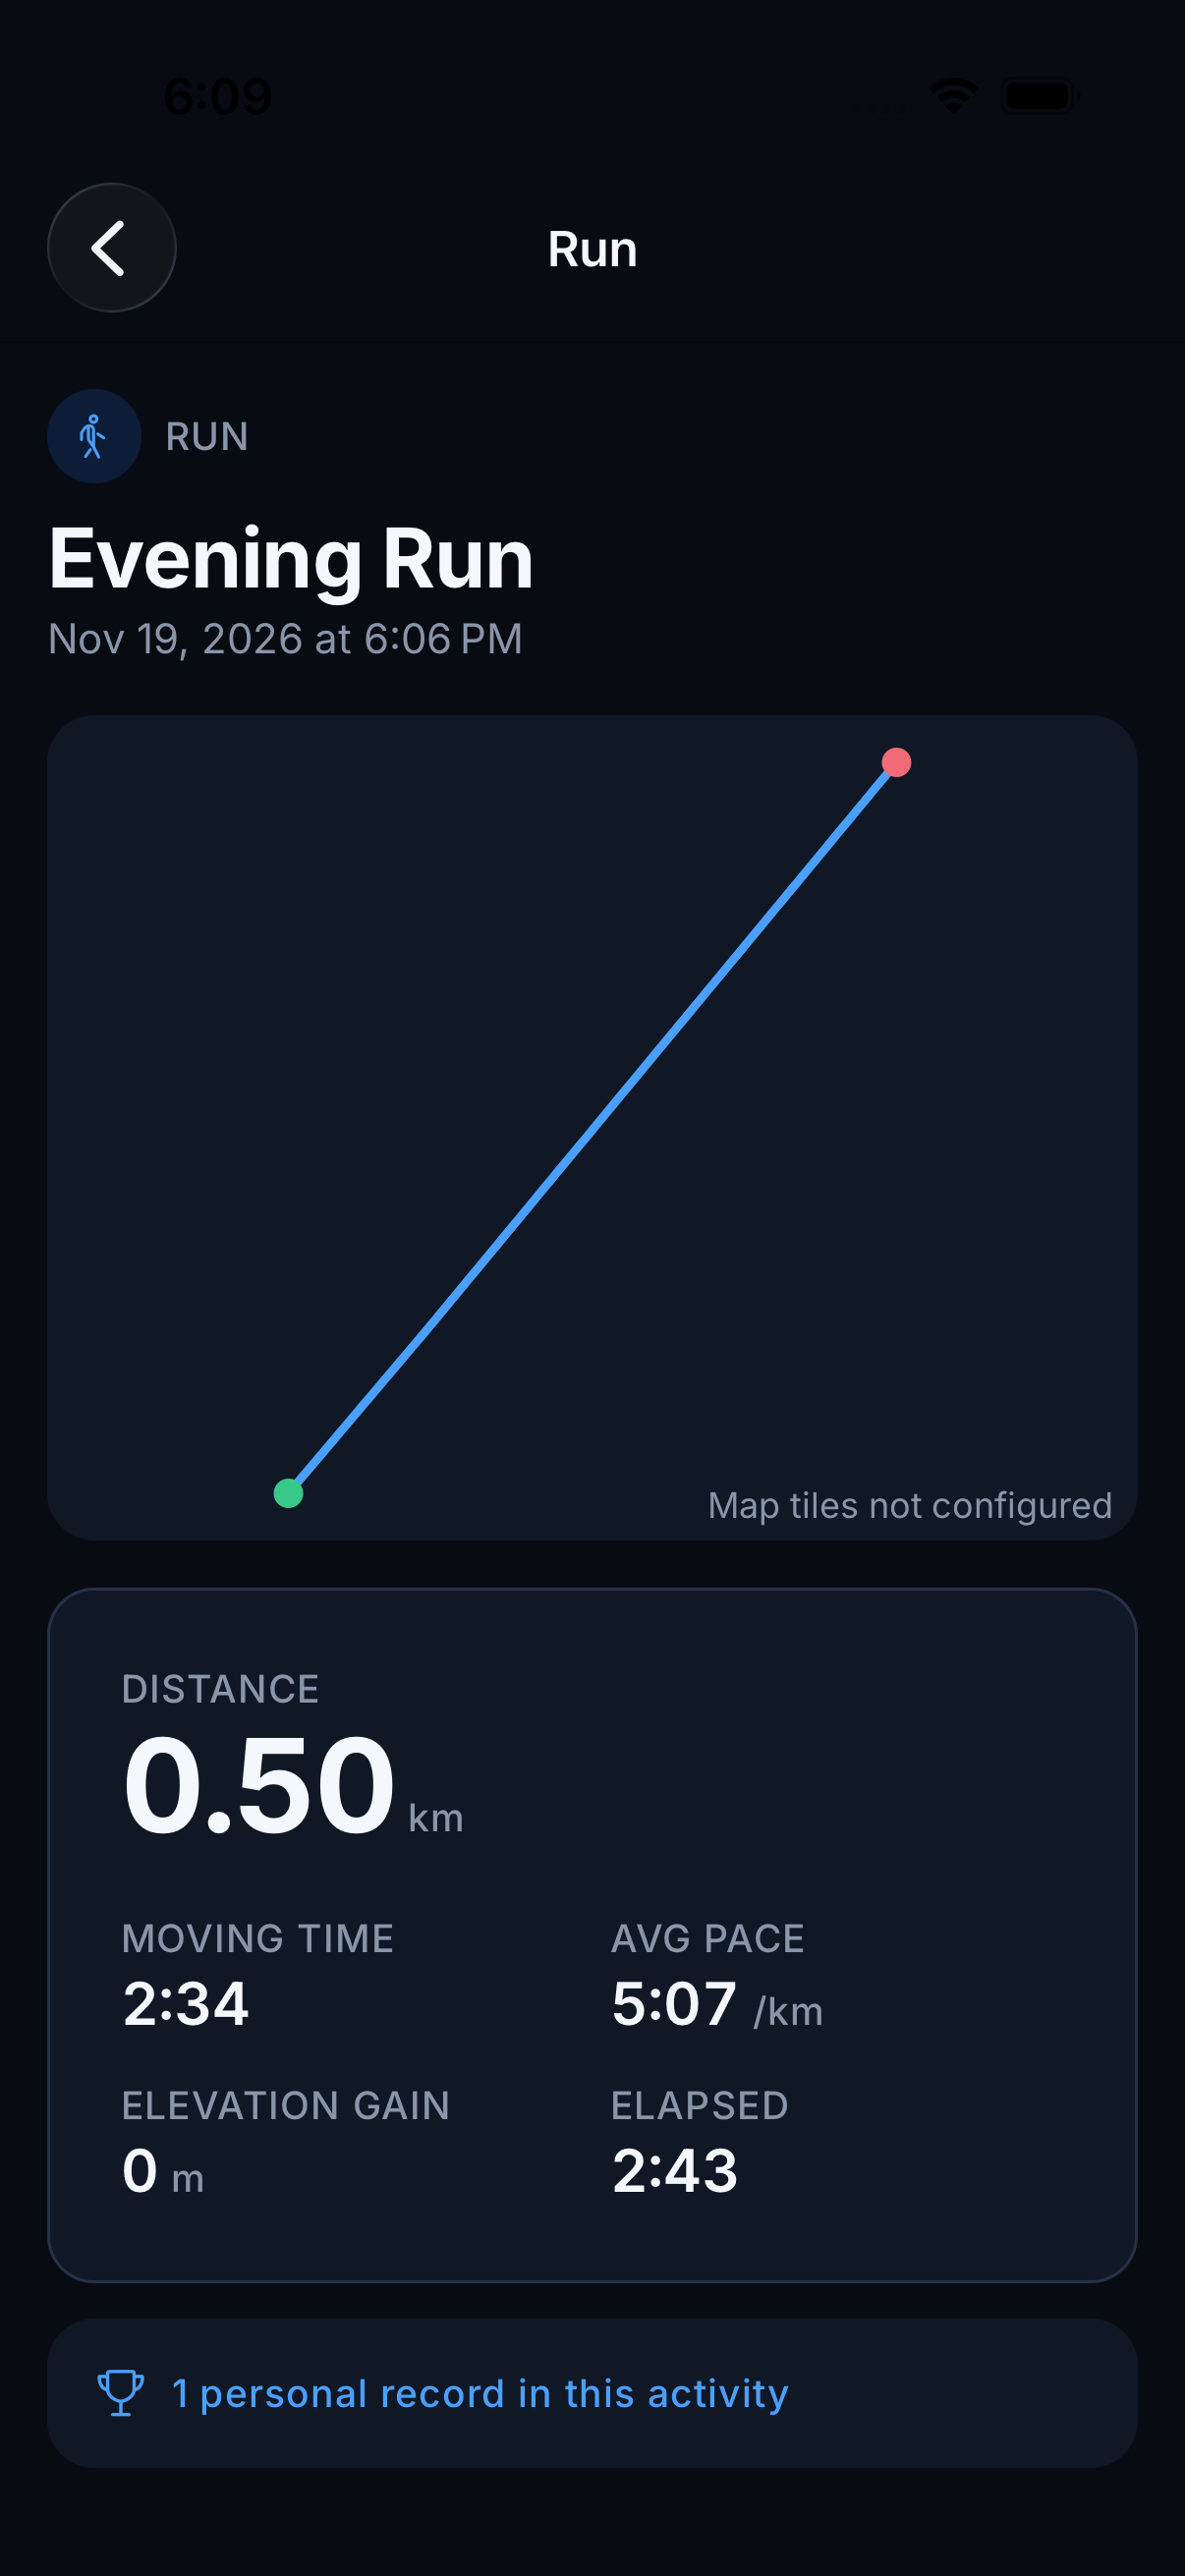 6:09
Run
RUN
Evening Run
Nov 19, 2026 at 6:06 PM
Map tiles not configured
DISTANCE
0.50 km
MOVING TIME
AVG PACE
2:34
5:07 /km
ELEVATION GAIN
ELAPSED
0 m
2:43
1 personal record in this activity